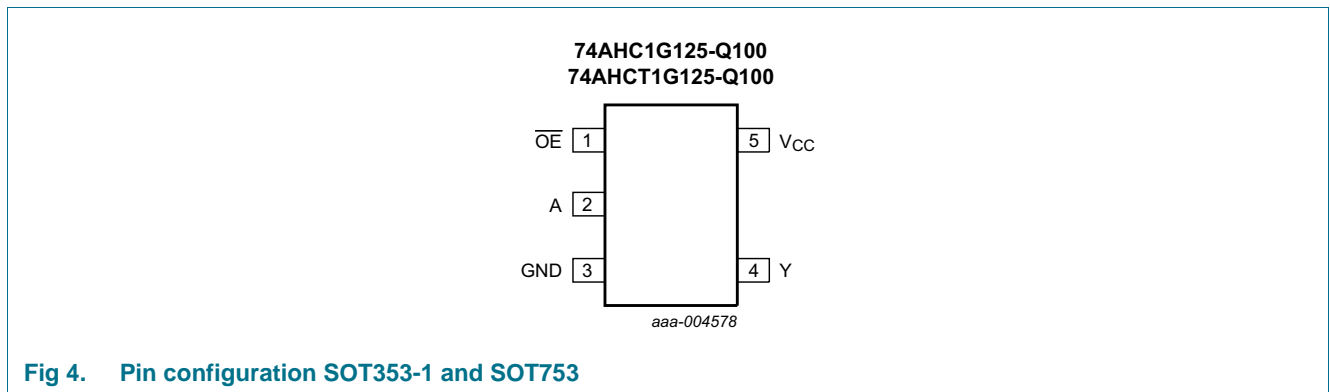 74AHC1G125-Q100
74AHCT1G125-Q100
O̅E̅ 1
5 VCC
A 2
GND 3
4 Y
aaa-004578
Fig 4. Pin configuration SOT353-1 and SOT753